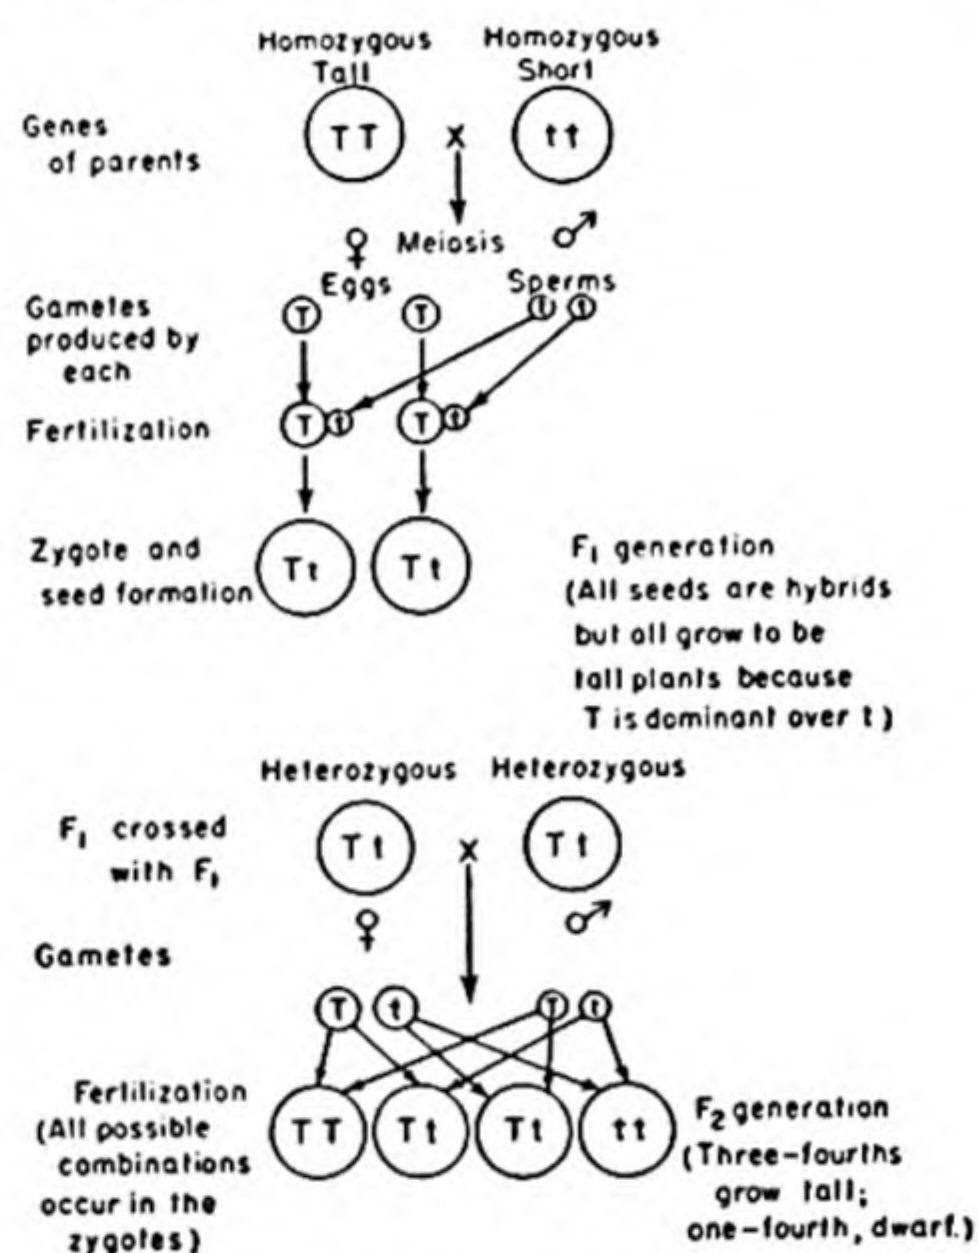 Homozygous Homozygous
Tall Short
Genes
of parents
TT X tt
♀ Meiosis ♂
Eggs Sperms
Gametes
produced by
each
T T t t
Fertilization
T t T t
Zygote and
seed formation
Tt Tt
F₁ generation
(All seeds are hybrids
but all grow to be
tall plants because
T is dominant over t)
Heterozygous Heterozygous
F₁ crossed
with F₁
Tt X Tt
♀ ♂
Gametes
T t T t
Fertilization
(All possible
combinations
occur in the
zygotes)
TT Tt Tt tt
F₂ generation
(Three-fourths
grow tall;
one-fourth, dwarf.)